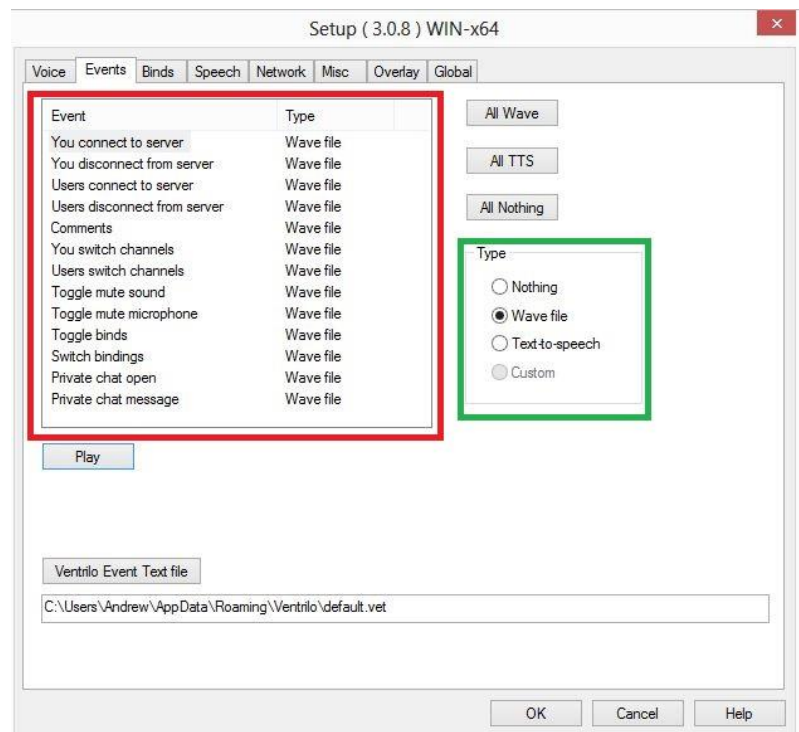 Setup ( 3.0.8 ) WIN-x64
Voice Events Binds Speech Network Misc Overlay Global
Event Type
You connect to server Wave file
You disconnect from server Wave file
Users connect to server Wave file
Users disconnect from server Wave file
Comments Wave file
You switch channels Wave file
Users switch channels Wave file
Toggle mute sound Wave file
Toggle mute microphone Wave file
Toggle binds Wave file
Switch bindings Wave file
Private chat open Wave file
Private chat message Wave file
All Wave
All TTS
All Nothing
Type
Nothing
Wave file
Text-to-speech
Custom
Play
Ventrilo Event Text file
C:\Users\Andrew\AppData\Roaming\Ventrilo\default.vet
OK Cancel Help